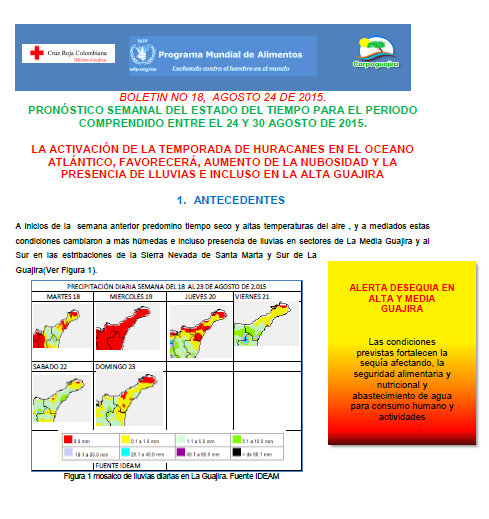 Cruz Roja Colombiana
WFP
wfp.org/es
Programa Mundial de Alimentos
Luchando contra el hambre en el mundo
Corpoguajira
BOLETIN NO 18, AGOSTO 24 DE 2015.
PRONÓSTICO SEMANAL DEL ESTADO DEL TIEMPO PARA EL PERIODO
COMPRENDIDO ENTRE EL 24 Y 30 AGOSTO DE 2015.
LA ACTIVACIÓN DE LA TEMPORADA DE HURACANES EN EL OCEANO
ATLÁNTICO, FAVORECERÁ, AUMENTO DE LA NUBOSIDAD Y LA
PRESENCIA DE LLUVIAS E INCLUSO EN LA ALTA GUAJIRA
1. ANTECEDENTES
A inicios de la semana anterior predomino tiempo seco y altas temperaturas del aire , y a mediados estas
condiciones cambiaron a más húmedas e incluso presencia de lluvias en sectores de La Media Guajira y al
Sur en las estribaciones de la Sierra Nevada de Santa Marta y Sur de La
Guajira(Ver Figura 1).
PRECIPITACIÓN DIARIA SEMANA DEL 18 AL 23 DE AGOSTO DE 2.015
MARTES 18 MIERCOLES 19 JUEVES 20 VIERNES 21
SABADO 22 DOMINGO 23
0.0 mm 0.1 a 1.0 mm 1.1 a 5.0 mm 5.1 a 10.0 mm
10.1 a 20.0 mm 20.1 a 40.0 mm 40.1 a 60.0 mm > de 60.1 mm
FUENTE IDEAM
Figura 1 mosaico de lluvias diarias en La Guajira. Fuente IDEAM
ALERTA DESEQUIA EN
ALTA Y MEDIA
GUAJIRA
Las condiciones
previstas fortalecen la
sequía afectando, la
seguridad alimentaria y
nutricional y
abastecimiento de agua
para consumo humano y
actividades